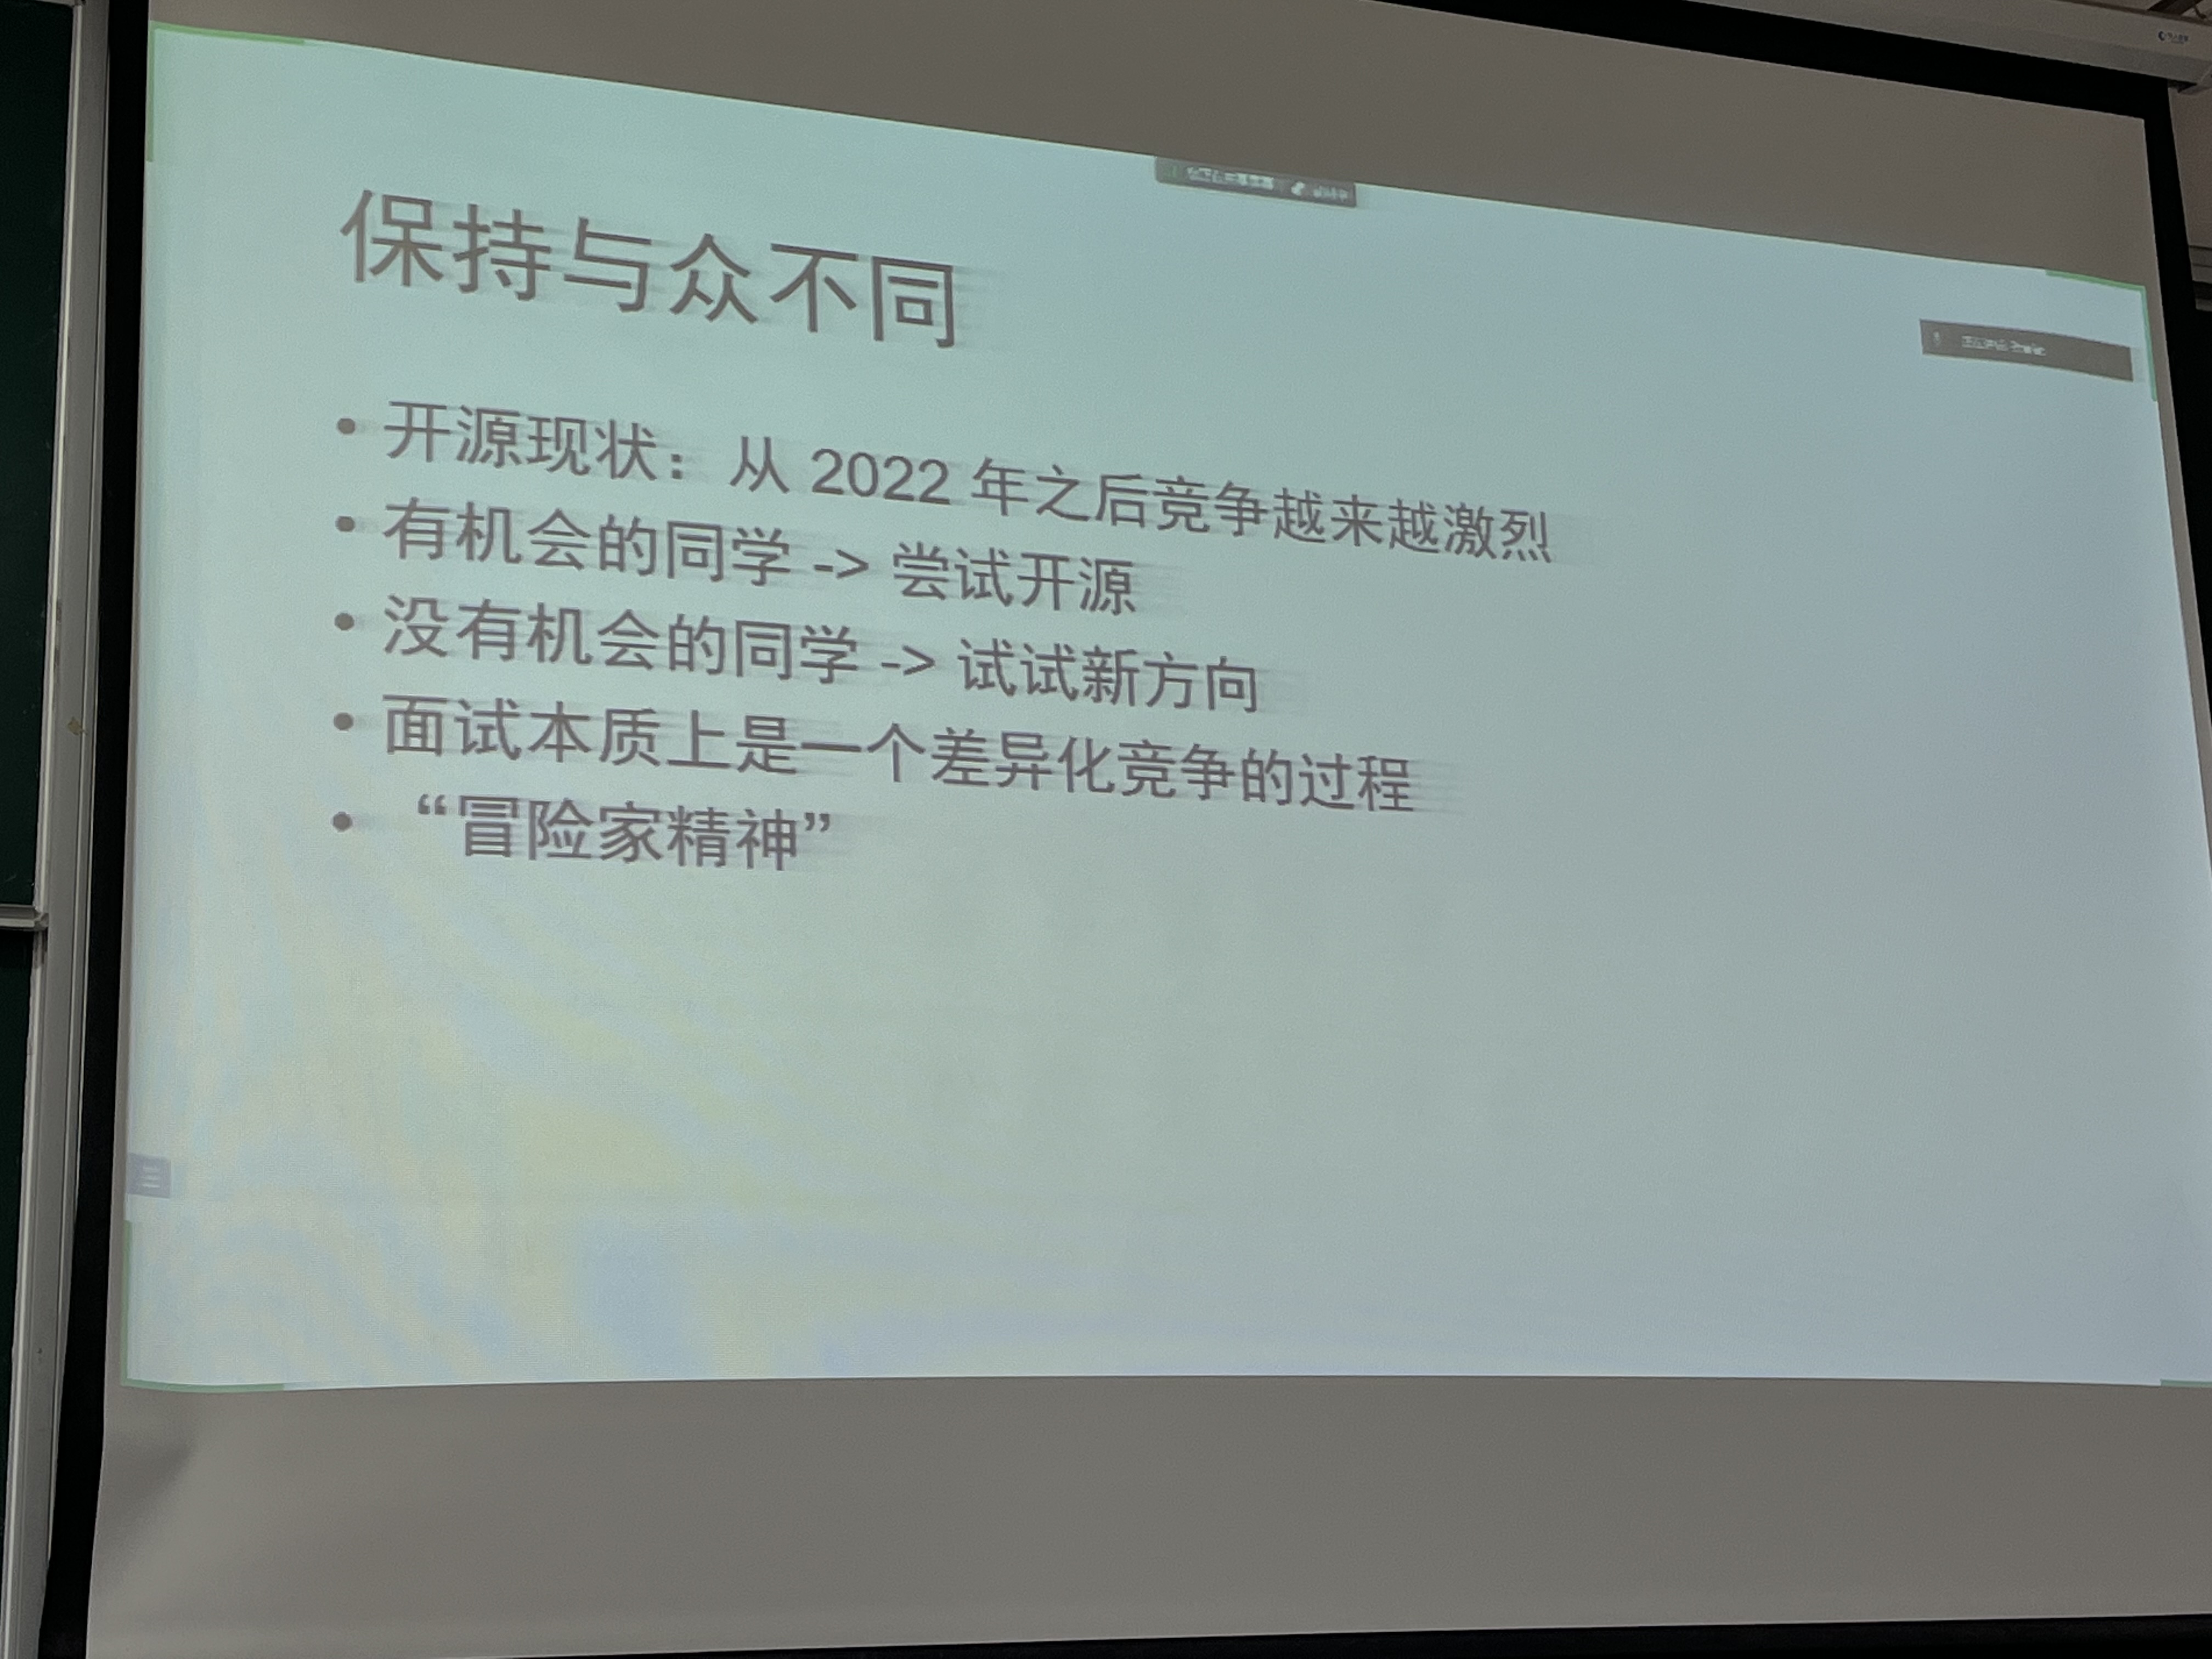 保持与众不同
• 开源现状：从 2022 年之后竞争越来越激烈
• 有机会的同学 -> 尝试开源
• 没有机会的同学 -> 试试新方向
• 面试本质上是一个差异化竞争的过程
• “冒险家精神”